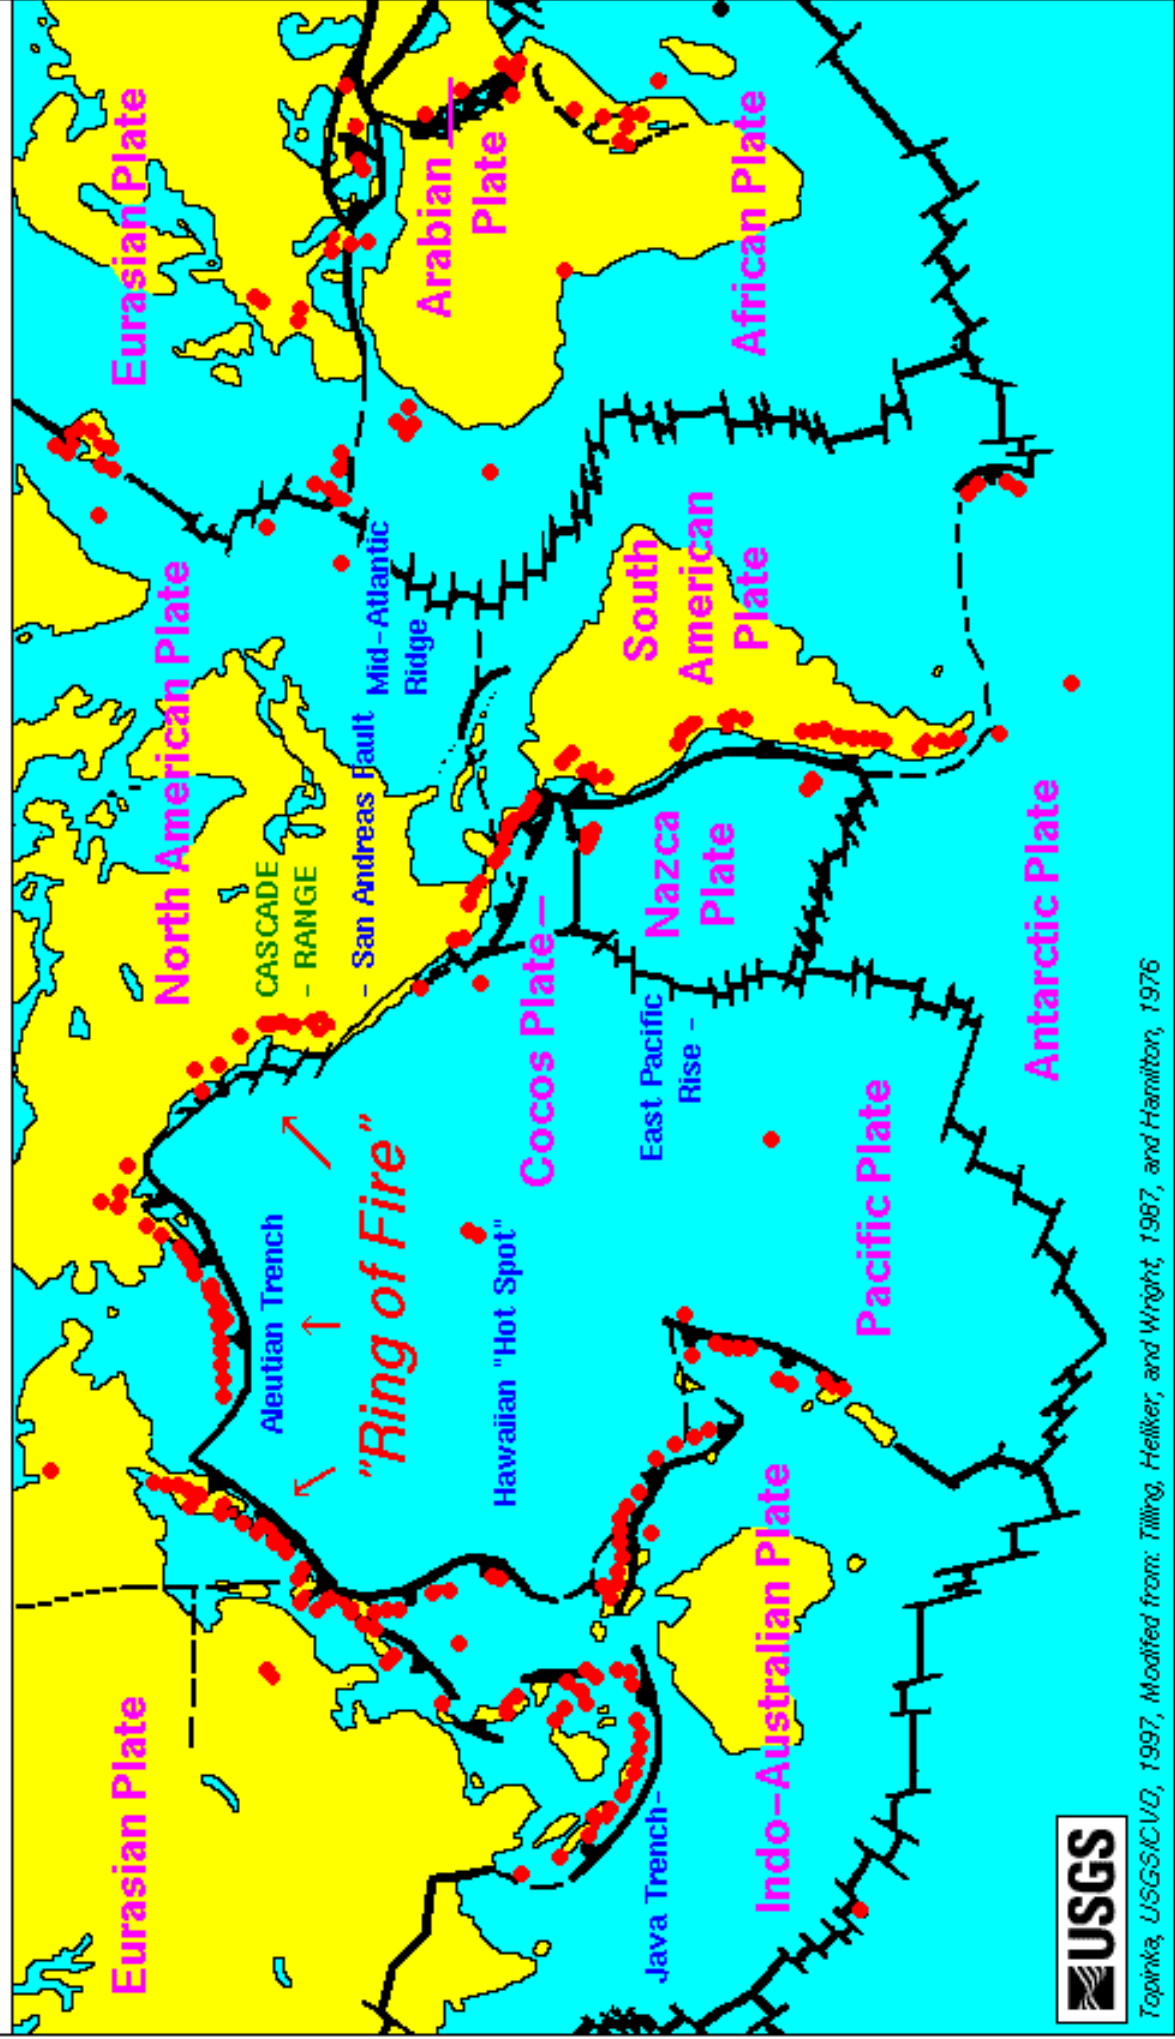 Eurasian Plate
North American Plate
Eurasian Plate
CASCADE
- RANGE
Aleutian Trench
- San Andreas Fault
Mid-Atlantic
Ridge
"Ring of Fire"
Arabian
Plate
Hawaiian "Hot Spot"
Cocos Plate—
Java Trench-
East Pacific
Rise -
Nazca
Plate
South
American
Plate
African Plate
Indo-Australian Plate
Pacific Plate
Antarctic Plate
USGS
Topinka, USGS/CVO, 1997, Modified from: Tilling, Heliker, and Wright, 1987, and Hamilton, 1976